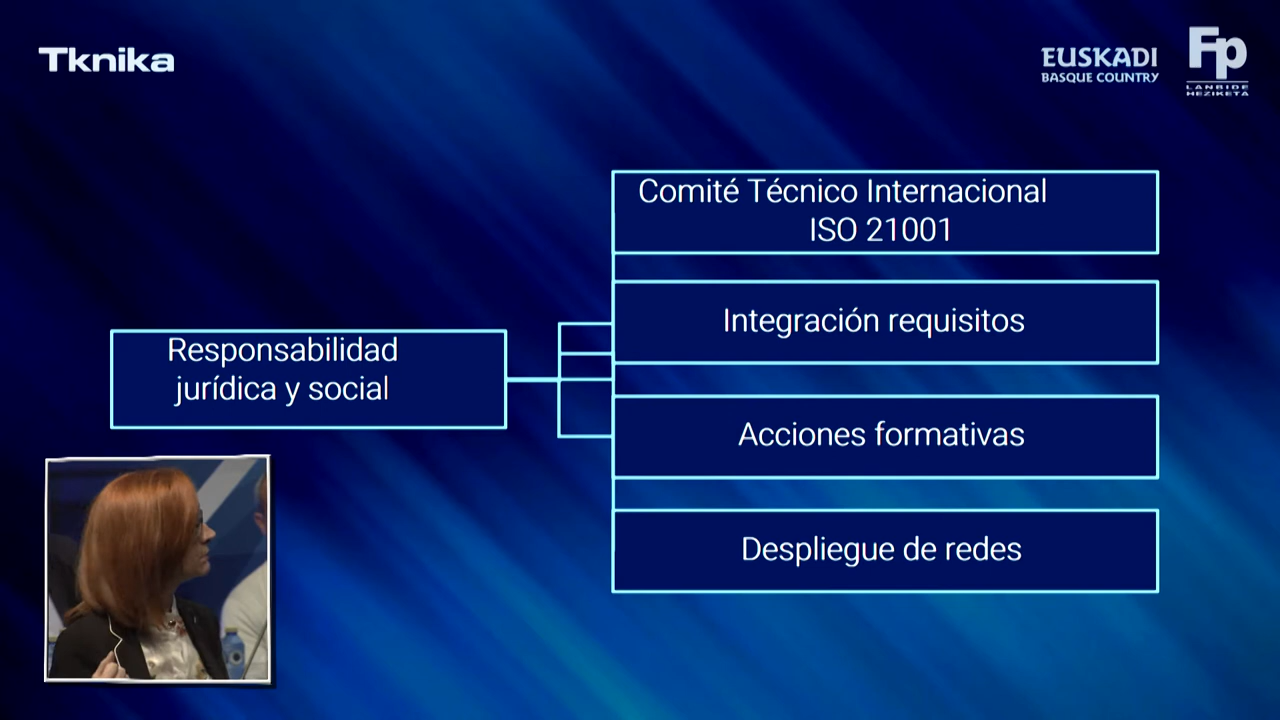 Tknika
EUSKADI
BASQUE COUNTRY
Fp
LANBIDE
HEZIKETA
Comité Técnico Internacional
ISO 21001
Integración requisitos
Responsabilidad
jurídica y social
Acciones formativas
Despliegue de redes